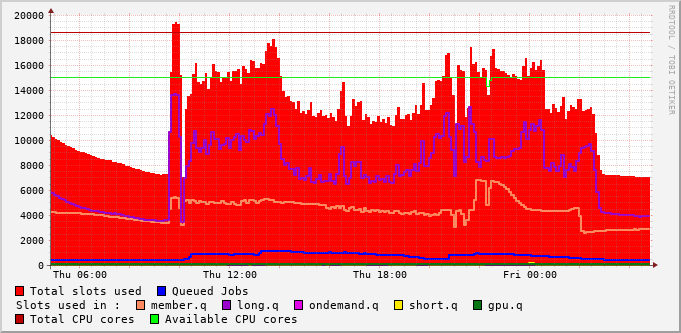 RRDTOOL / TOBI OETIKER
20000
18000
16000
14000
12000
10000
8000
6000
4000
2000
0
Thu 06:00 Thu 12:00 Thu 18:00 Fri 00:00
Total slots used Queued Jobs
Slots used in : member.q long.q ondemand.q short.q gpu.q
Total CPU cores Available CPU cores